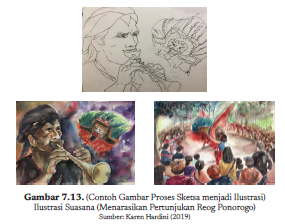 Gambar 7.13. (Contoh Gambar Proses Sketsa menjadi Ilustrasi)
Ilustrasi Suasana (Menarasikan Pertunjukan Reog Ponorogo)
Sumber: Karen Hardini (2019)